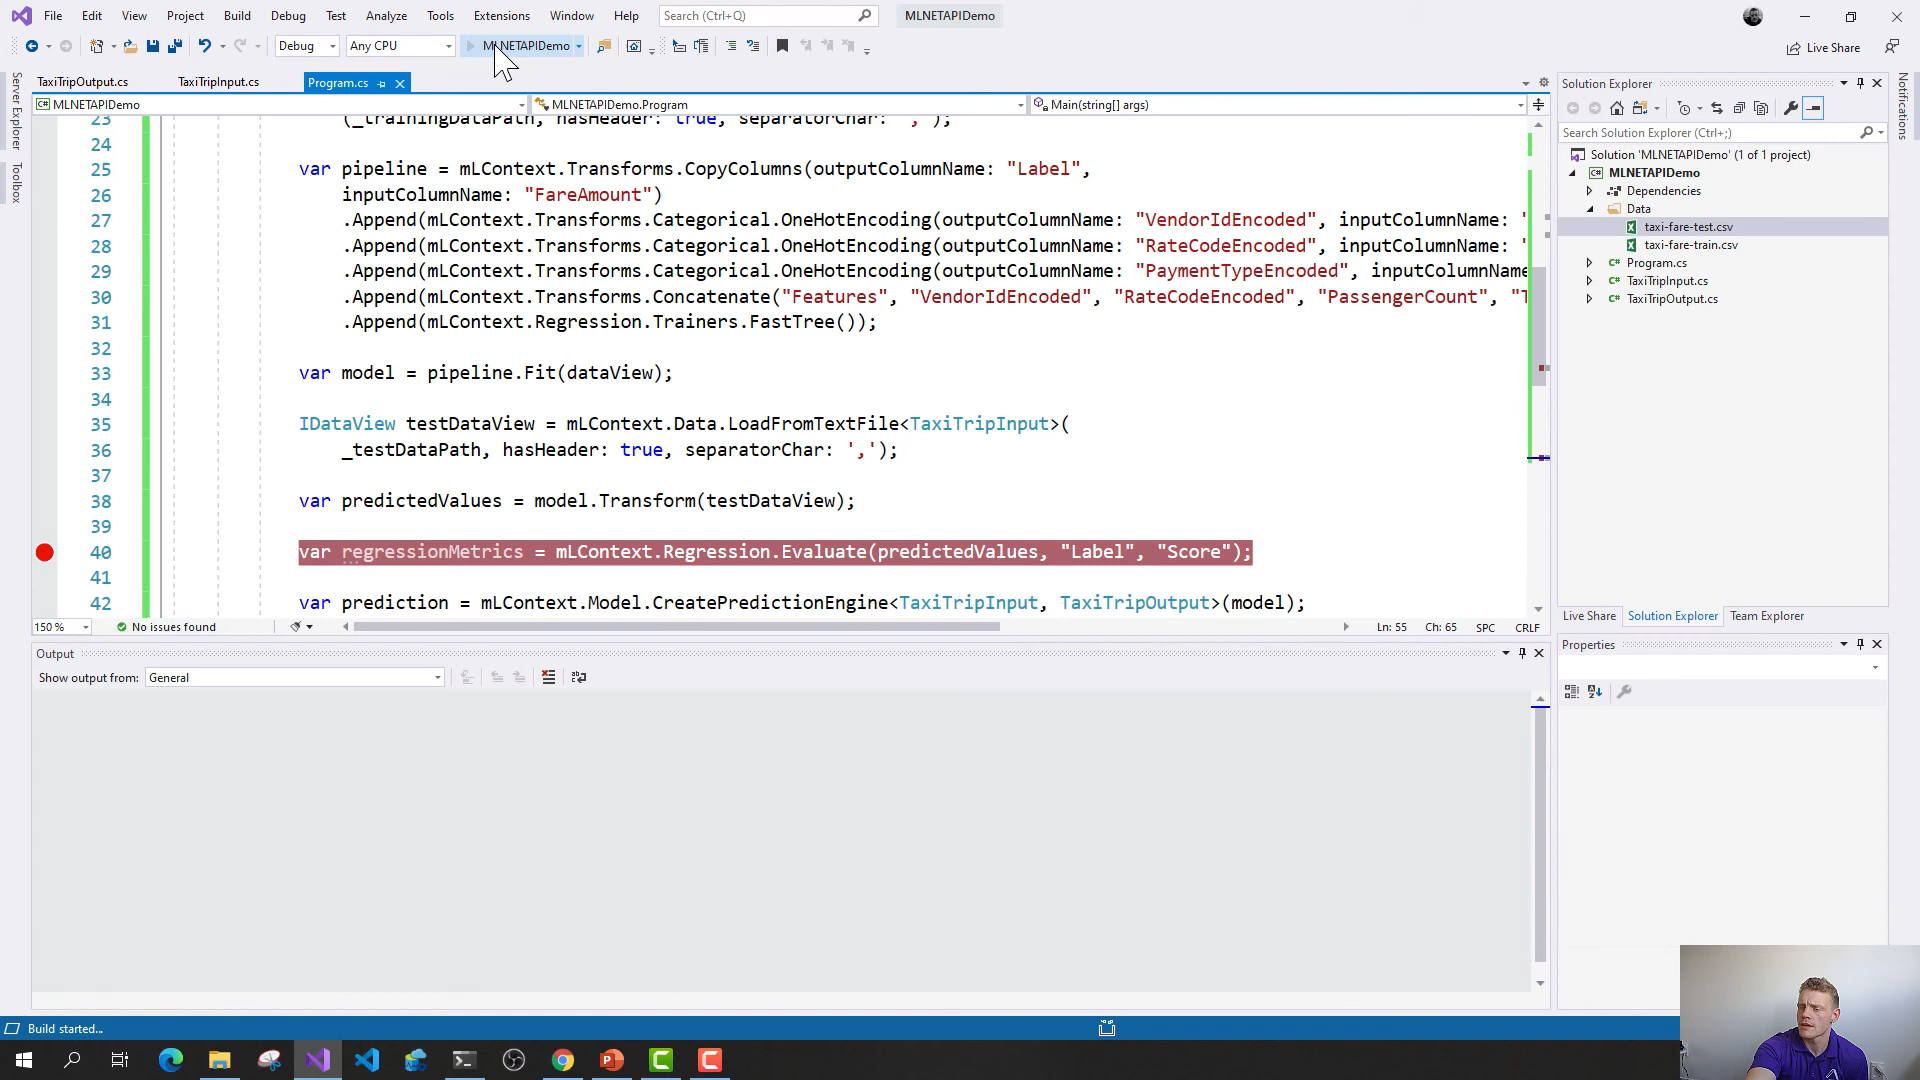 File Edit View Project Build Debug Test Analyze Tools Extensions Window Help Search (Ctrl+Q) MLNETAPIDemo
Debug Any CPU MLNETAPIDemo Live Share
Server Explorer
Toolbox
Notifications
TaxiTripOutput.cs TaxiTripInput.cs Program.cs
MLNETAPIDemo MLNETAPIDemo.Program Main(string[] args)
23 (_trainingDataPath, hasHeader: true, separatorChar: ',');
24
25 var pipeline = mLContext.Transforms.CopyColumns(outputColumnName: "Label",
26 inputColumnName: "FareAmount")
27 .Append(mLContext.Transforms.Categorical.OneHotEncoding(outputColumnName: "VendorIdEncoded", inputColumnName: "
28 .Append(mLContext.Transforms.Categorical.OneHotEncoding(outputColumnName: "RateCodeEncoded", inputColumnName: "
29 .Append(mLContext.Transforms.Categorical.OneHotEncoding(outputColumnName: "PaymentTypeEncoded", inputColumnName
30 .Append(mLContext.Transforms.Concatenate("Features", "VendorIdEncoded", "RateCodeEncoded", "PassengerCount", "T
31 .Append(mLContext.Regression.Trainers.FastTree());
32
33 var model = pipeline.Fit(dataView);
34
35 IDataView testDataView = mLContext.Data.LoadFromTextFile<TaxiTripInput>(
36 _testDataPath, hasHeader: true, separatorChar: ',');
37
38 var predictedValues = model.Transform(testDataView);
39
40 var regressionMetrics = mLContext.Regression.Evaluate(predictedValues, "Label", "Score");
41
42 var prediction = mLContext.Model.CreatePredictionEngine<TaxiTripInput, TaxiTripOutput>(model);
150 % No issues found Ln: 55 Ch: 65 SPC CRLF
Output
Show output from: General
Solution Explorer
Search Solution Explorer (Ctrl+;)
Solution 'MLNETAPIDemo' (1 of 1 project)
MLNETAPIDemo
Dependencies
Data
taxi-fare-test.csv
taxi-fare-train.csv
Program.cs
TaxiTripInput.cs
TaxiTripOutput.cs
Live Share Solution Explorer Team Explorer
Properties
Build started...